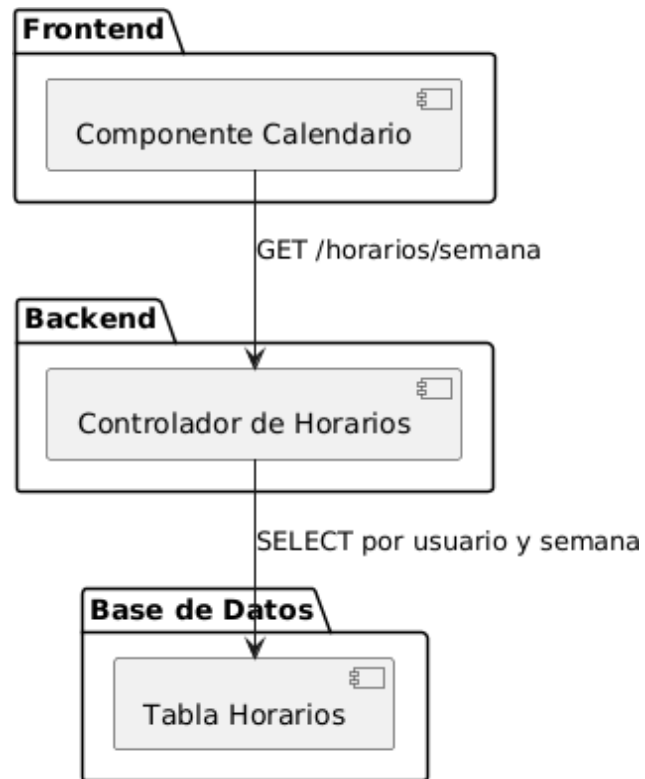 Frontend
Componente Calendario
GET /horarios/semana
Backend
Controlador de Horarios
SELECT por usuario y semana
Base de Datos
Tabla Horarios